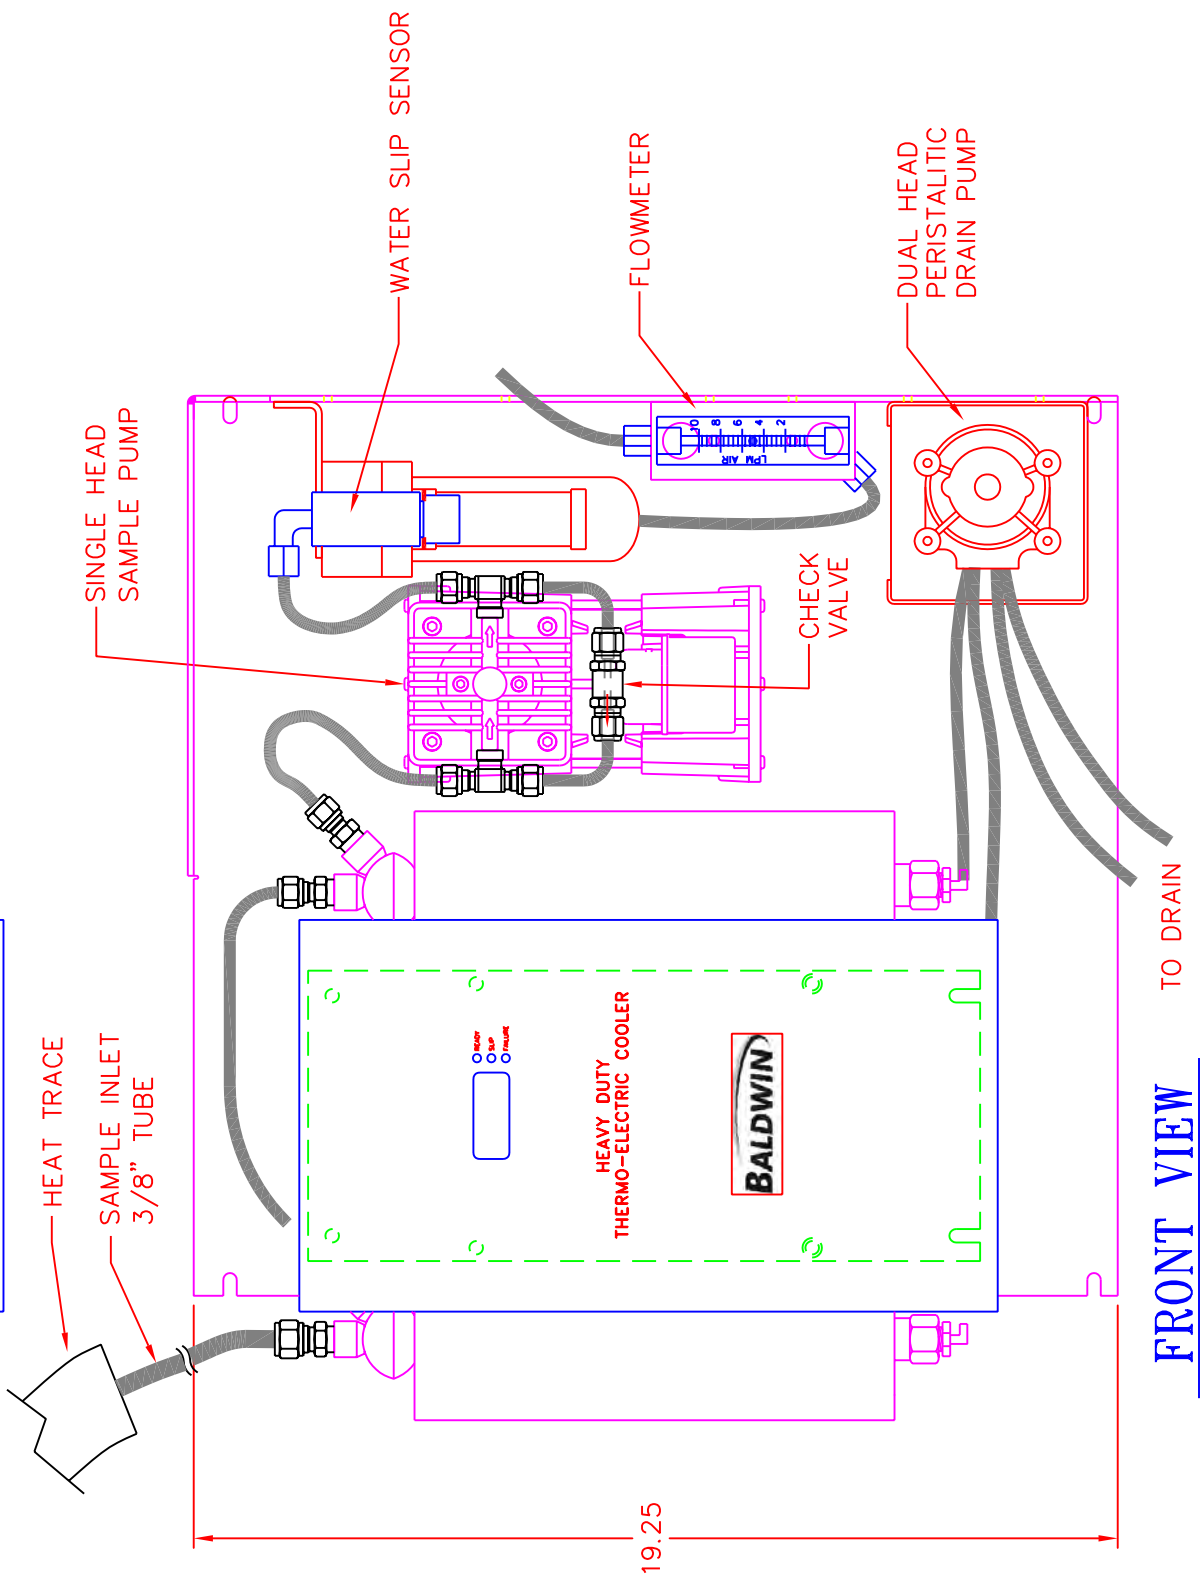 HEAT TRACE
SAMPLE INLET
3/8" TUBE
SINGLE HEAD
SAMPLE PUMP
WATER SLIP SENSOR
FLOWMETER
DUAL HEAD
PERISTALITIC
DRAIN PUMP
CHECK
VALVE
LPM AIR
10
8
6
4
2
READY
SLIP
FAILURE
HEAVY DUTY
THERMO-ELECTRIC COOLER
BALDWIN
TO DRAIN
19.25
FRONT VIEW